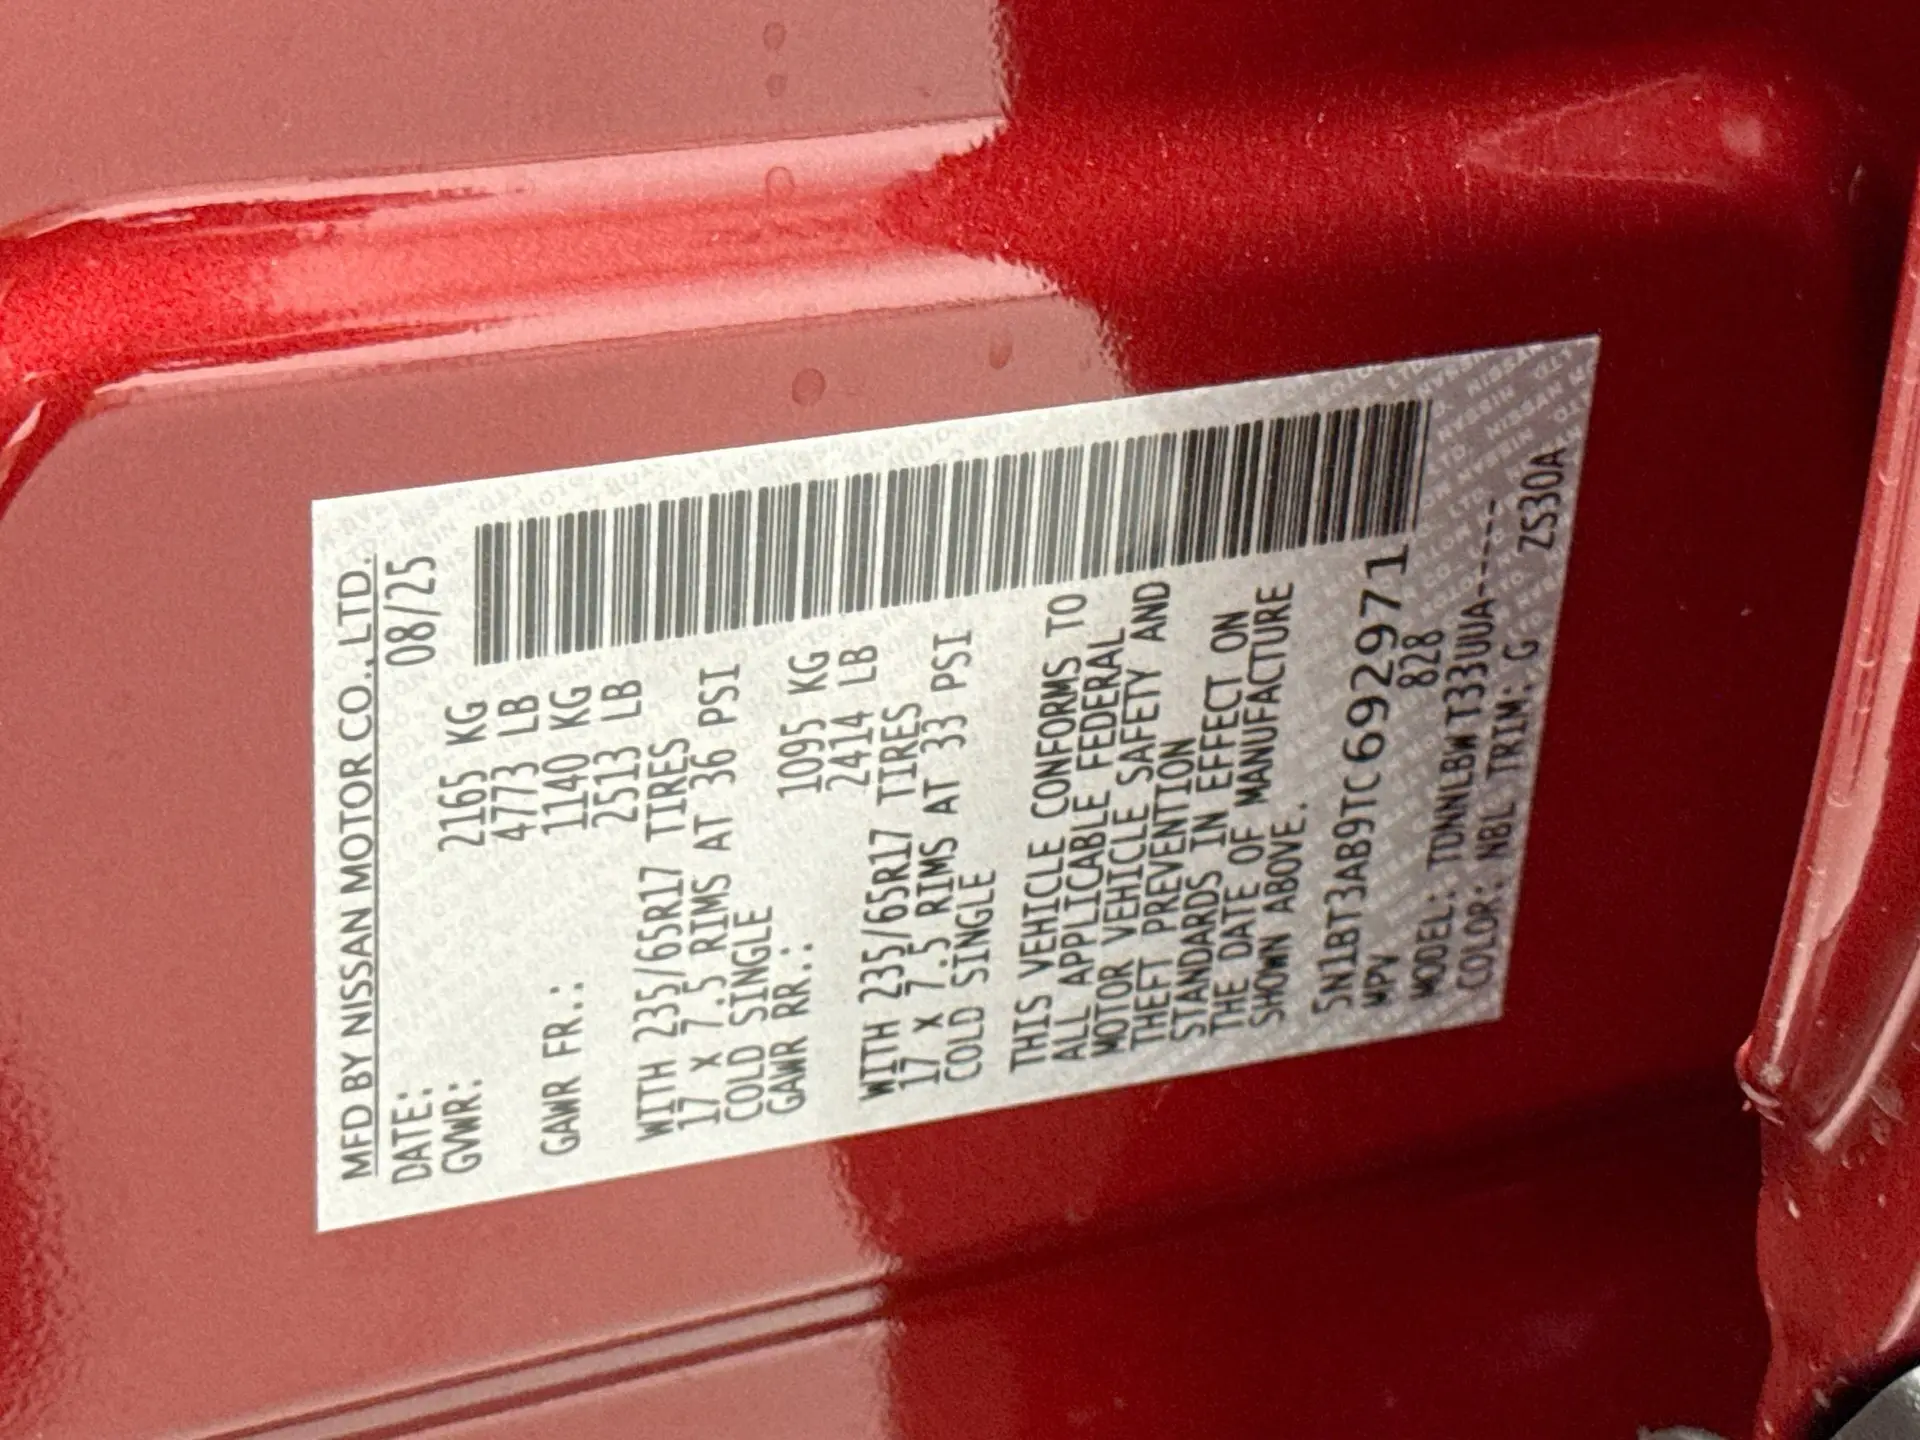 MFD BY NISSAN MOTOR CO., LTD.
DATE: 08/25
GVWR: 2165 KG
4773 LB
GAWR FR.: 1140 KG
2513 LB
WITH 235/65R17 TIRES
17 X 7.5 RIMS AT 36 PSI
COLD SINGLE
GAWR RR.: 1095 KG
2414 LB
WITH 235/65R17 TIRES
17 X 7.5 RIMS AT 33 PSI
COLD SINGLE
THIS VEHICLE CONFORMS TO
ALL APPLICABLE FEDERAL
MOTOR VEHICLE SAFETY AND
THEFT PREVENTION
STANDARDS IN EFFECT ON
THE DATE OF MANUFACTURE
SHOWN ABOVE.
5N1BT3AB9TC692971
MPV 828
MODEL: TDNNLBWT33UUA-----
COLOR: NBL TRIM: G ZS30A